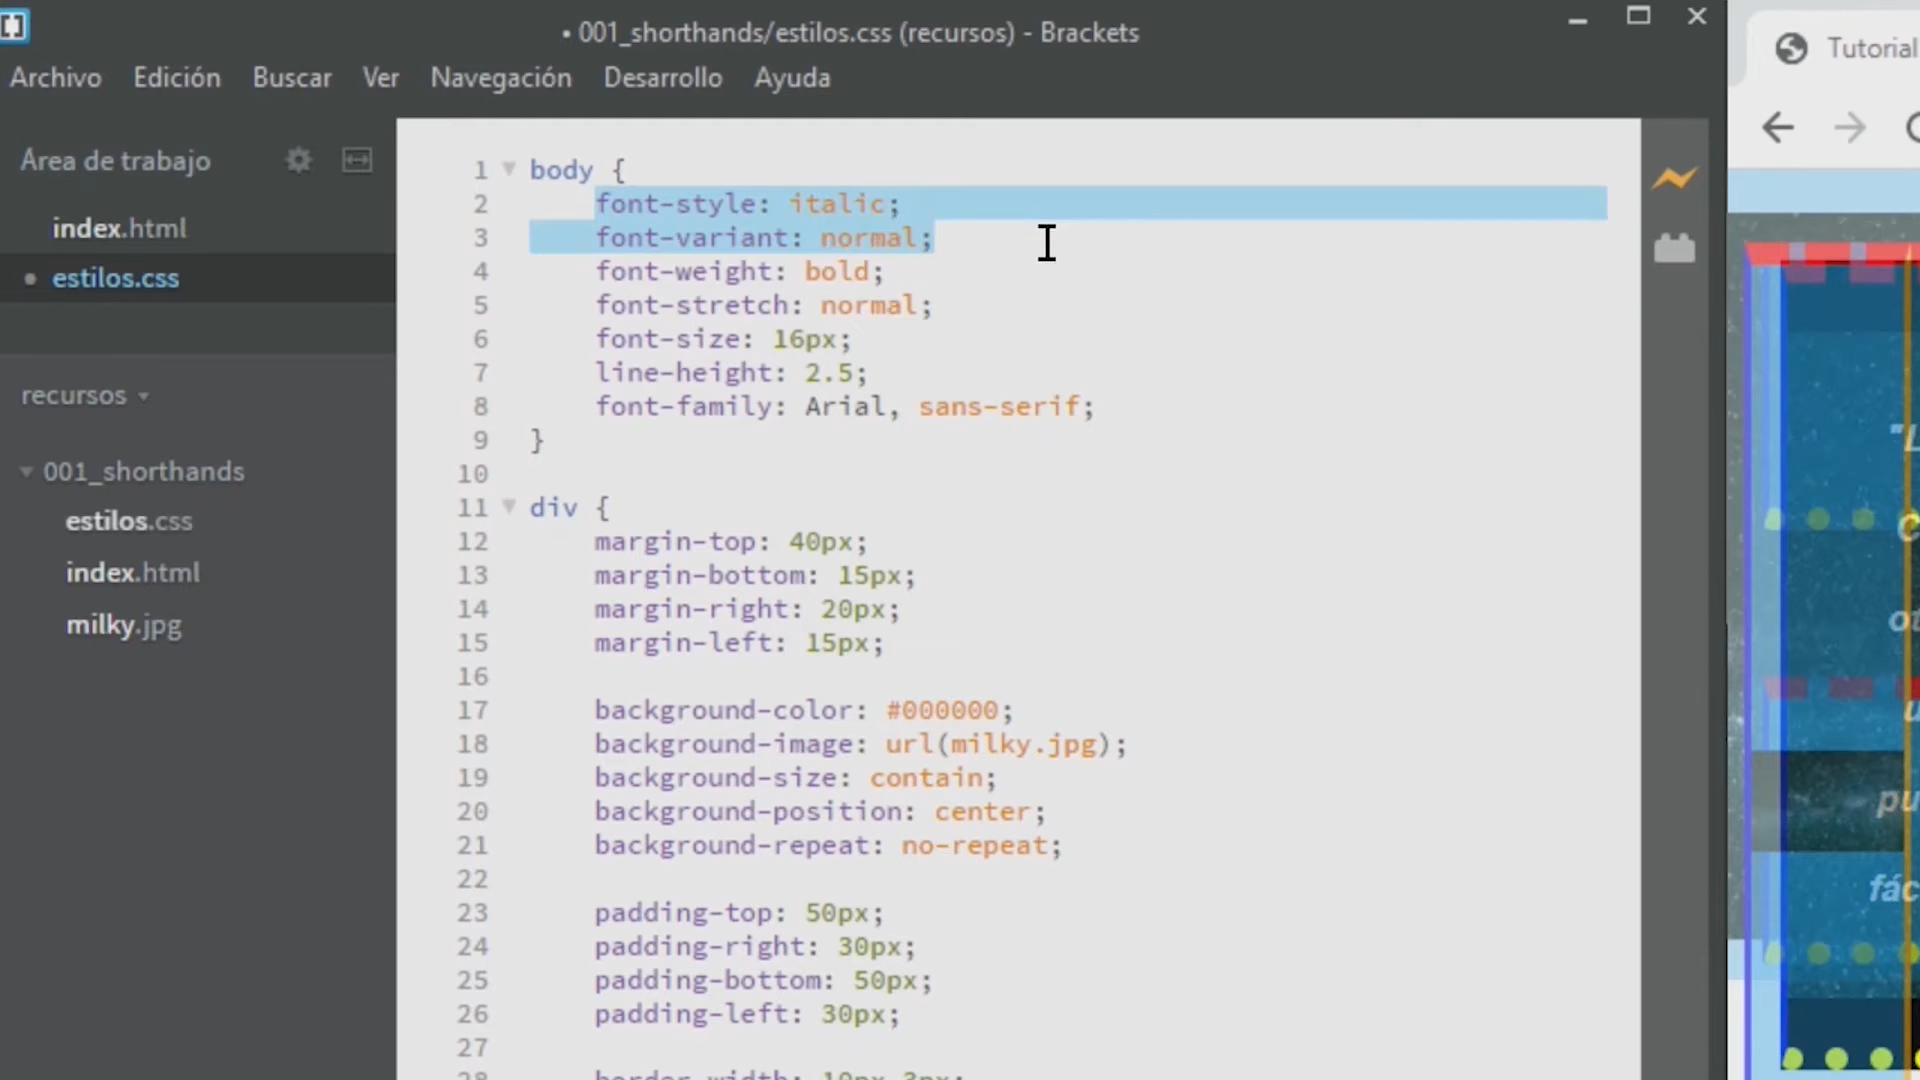 • 001_shorthands/estilos.css (recursos) - Brackets
Archivo Edición Buscar Ver Navegación Desarrollo Ayuda
Área de trabajo
index.html
• estilos.css
recursos
001_shorthands
estilos.css
index.html
milky.jpg
1 body {
2 font-style: italic;
3 font-variant: normal;
4 font-weight: bold;
5 font-stretch: normal;
6 font-size: 16px;
7 line-height: 2.5;
8 font-family: Arial, sans-serif;
9 }
10
11 div {
12 margin-top: 40px;
13 margin-bottom: 15px;
14 margin-right: 20px;
15 margin-left: 15px;
16
17 background-color: #000000;
18 background-image: url(milky.jpg);
19 background-size: contain;
20 background-position: center;
21 background-repeat: no-repeat;
22
23 padding-top: 50px;
24 padding-right: 30px;
25 padding-bottom: 50px;
26 padding-left: 30px;
27
28 border-width: 10px 3px;
Tutorial
"L
ot
pu
fác